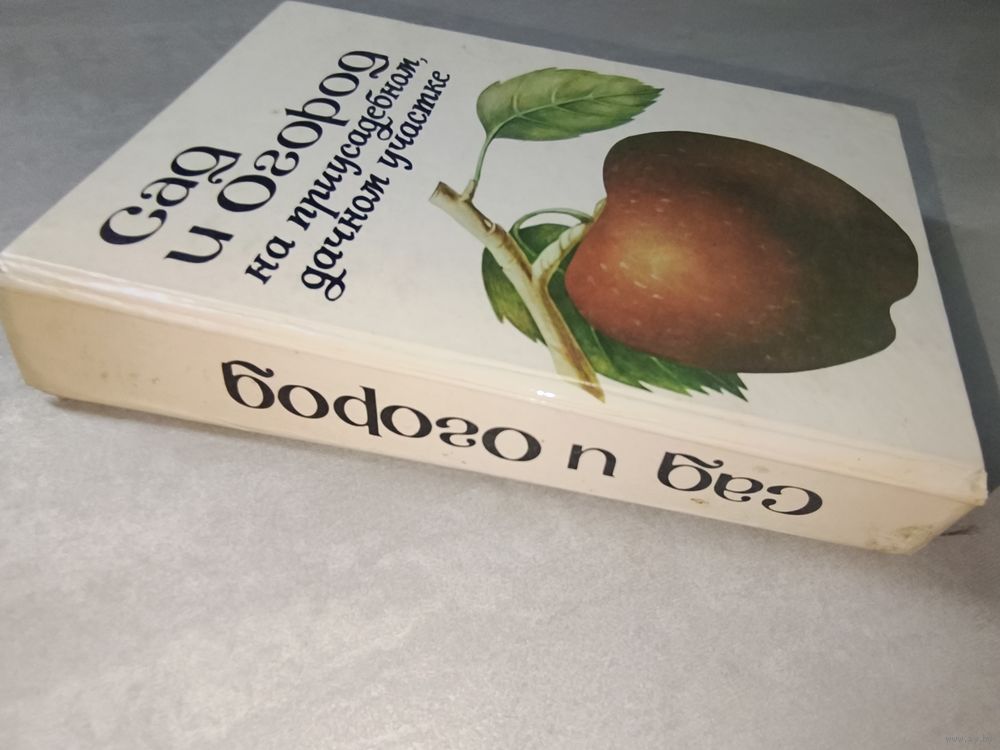 Сад
и огород
на приусадебном,
дачном участке
Сад и огород